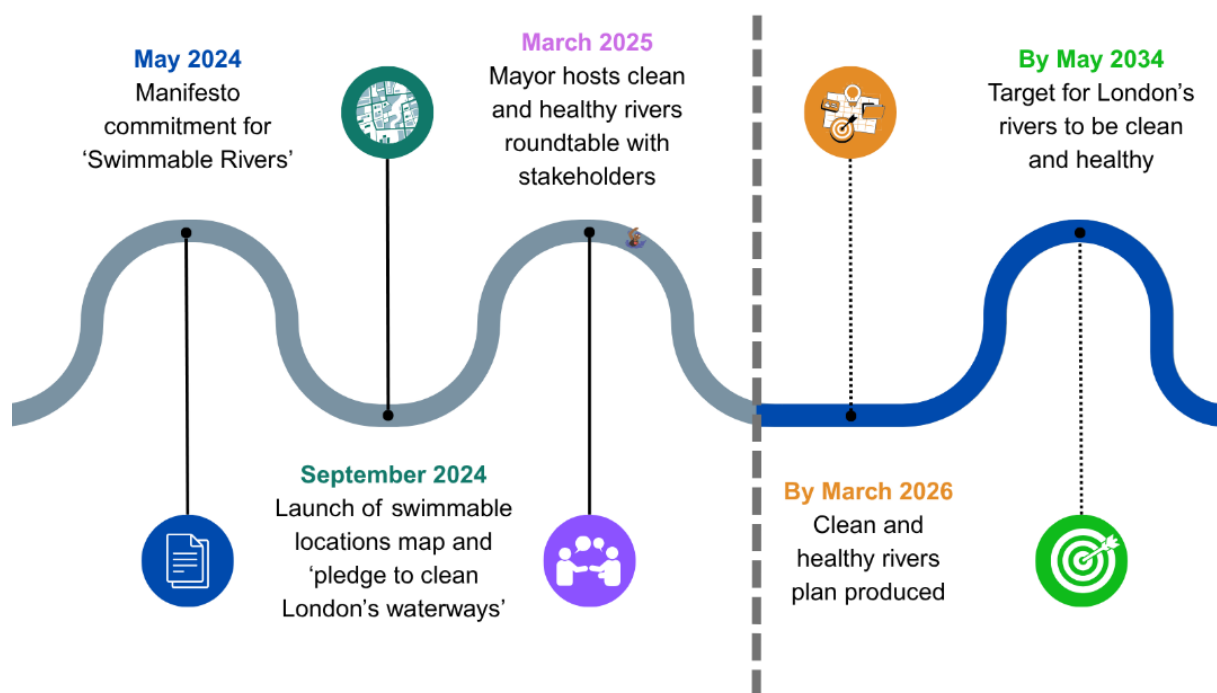 May 2024
Manifesto
commitment for
‘Swimmable Rivers’
September 2024
Launch of swimmable
locations map and
‘pledge to clean
London’s waterways’
March 2025
Mayor hosts clean
and healthy rivers
roundtable with
stakeholders
By March 2026
Clean and
healthy rivers
plan produced
By May 2034
Target for London’s
rivers to be clean
and healthy